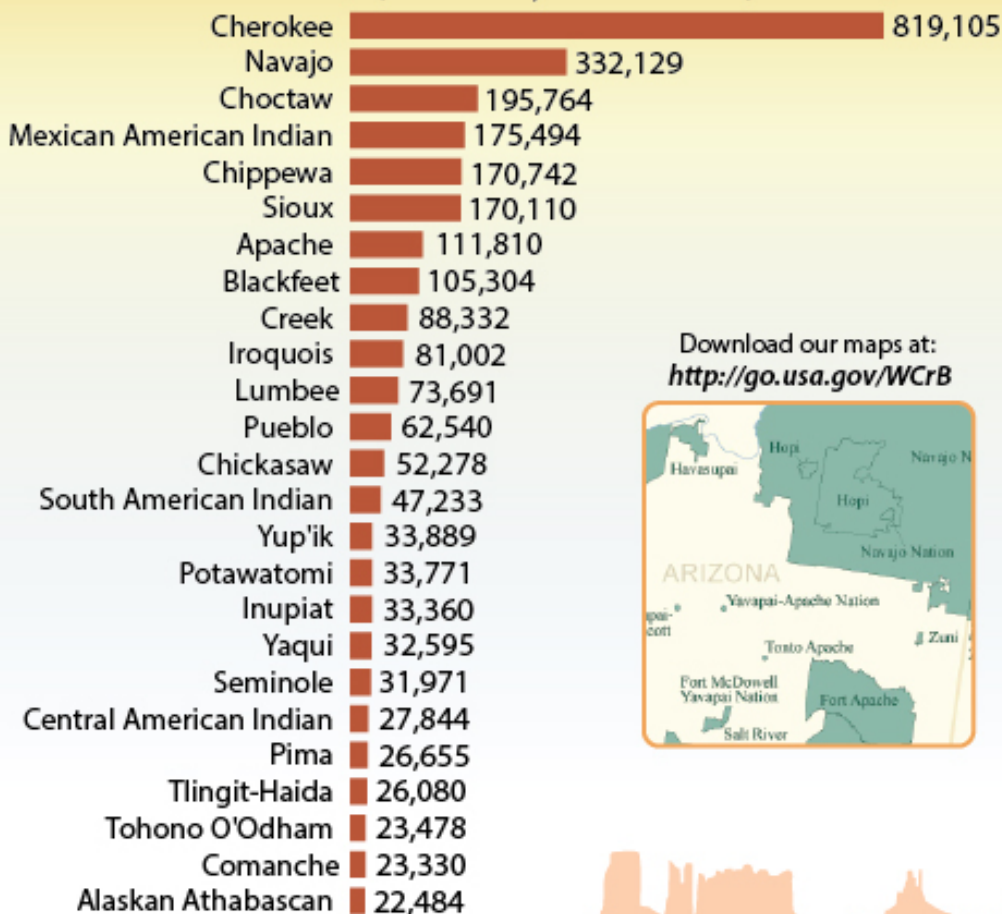 Cherokee 819,105
Navajo 332,129
Choctaw 195,764
Mexican American Indian 175,494
Chippewa 170,742
Sioux 170,110
Apache 111,810
Blackfeet 105,304
Creek 88,332
Iroquois 81,002
Lumbee 73,691
Pueblo 62,540
Chickasaw 52,278
South American Indian 47,233
Yup'ik 33,889
Potawatomi 33,771
Inupiat 33,360
Yaqui 32,595
Seminole 31,971
Central American Indian 27,844
Pima 26,655
Tlingit-Haida 26,080
Tohono O'Odham 23,478
Comanche 23,330
Alaskan Athabascan 22,484
Download our maps at:
http://go.usa.gov/WCrB
Havasupai
Hopi
Navajo N
Hopi
Navajo Nation
ARIZONA
Yavapai-Apache Nation
pai-
cott
Zuni
Tonto Apache
Fort McDowell
Yavapai Nation
Fort Apache
Salt River